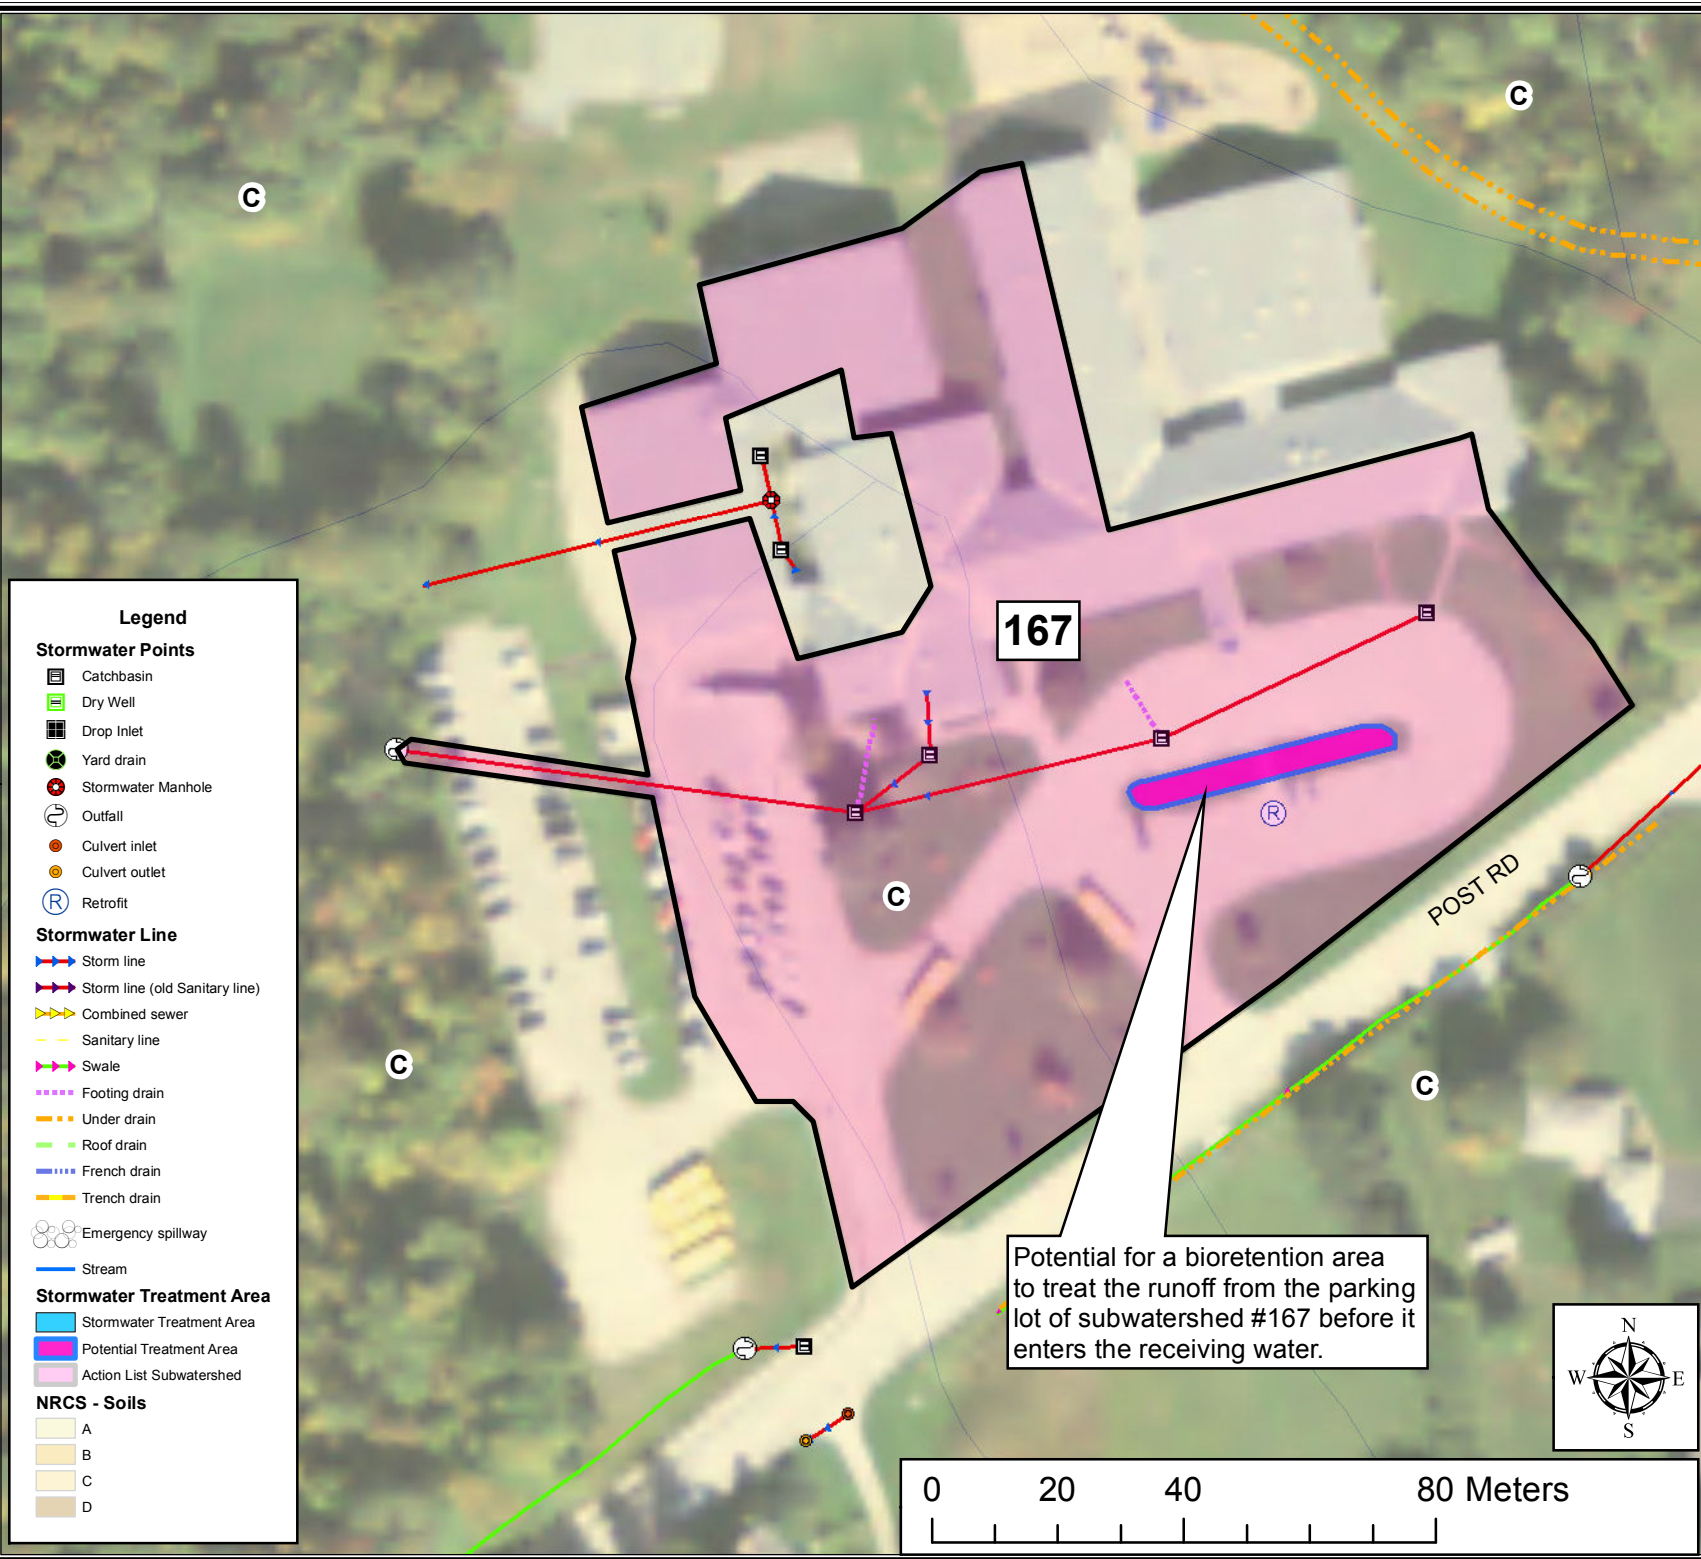 C
C
167
C
C
C
POST RD
R
Potential for a bioretention area
to treat the runoff from the parking
lot of subwatershed #167 before it
enters the receiving water.
Legend
Stormwater Points
Catchbasin
Dry Well
Drop Inlet
Yard drain
Stormwater Manhole
Outfall
Culvert inlet
Culvert outlet
R Retrofit
Stormwater Line
Storm line
Storm line (old Sanitary line)
Combined sewer
Sanitary line
Swale
Footing drain
Under drain
Roof drain
French drain
Trench drain
Emergency spillway
Stream
Stormwater Treatment Area
Stormwater Treatment Area
Potential Treatment Area
Action List Subwatershed
NRCS - Soils
A
B
C
D
N
W E
S
0 20 40 80 Meters